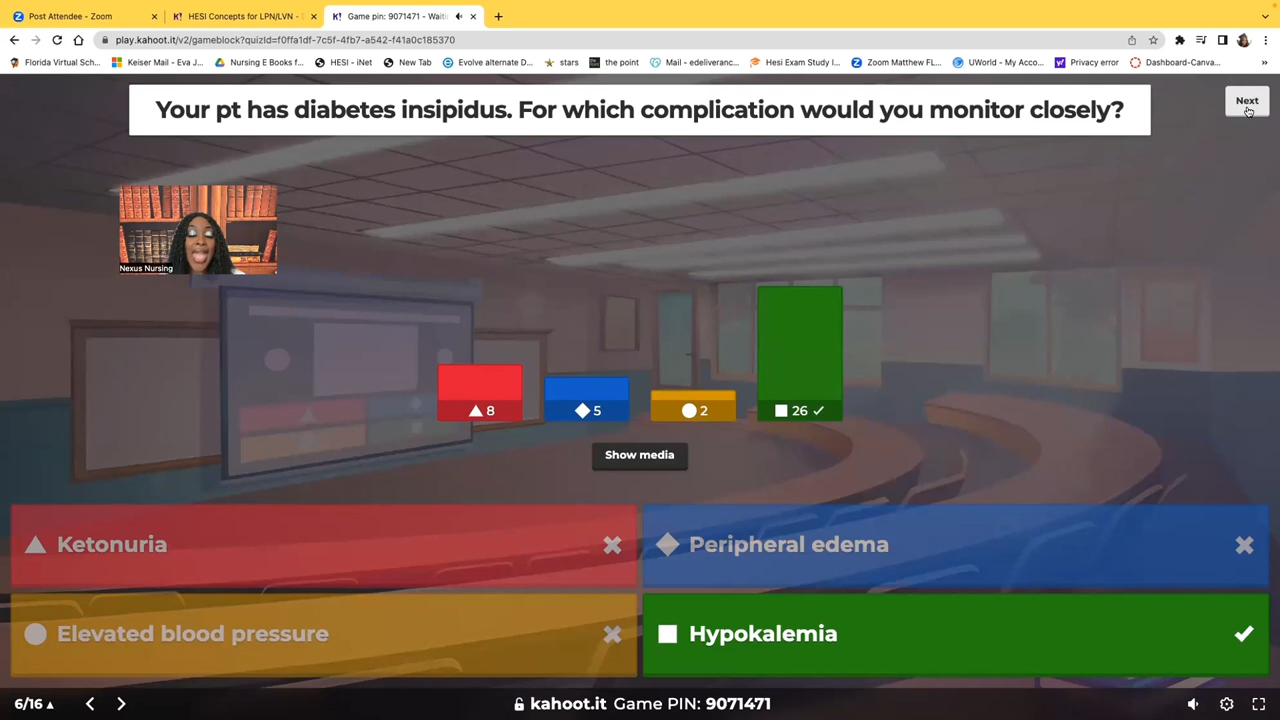 Post Attendee - Zoom
HESI Concepts for LPN/LVN -
Game pin: 9071471 - Waiti
play.kahoot.it/v2/gameblock?quizId=f0ffa1df-7c5f-4fb7-a542-f41a0c185370
Florida Virtual Sch...
Keiser Mail - Eva J...
Nursing E Books f...
HESI - iNet
New Tab
Evolve alternate D...
stars
the point
Mail - edeliveranc...
Hesi Exam Study I...
Zoom Matthew FL...
UWorld - My Acco...
Privacy error
Dashboard-Canva...
Your pt has diabetes insipidus. For which complication would you monitor closely?
Next
Nexus Nursing
8
5
2
26
Show media
Ketonuria
Peripheral edema
Elevated blood pressure
Hypokalemia
6/16
kahoot.it Game PIN: 9071471